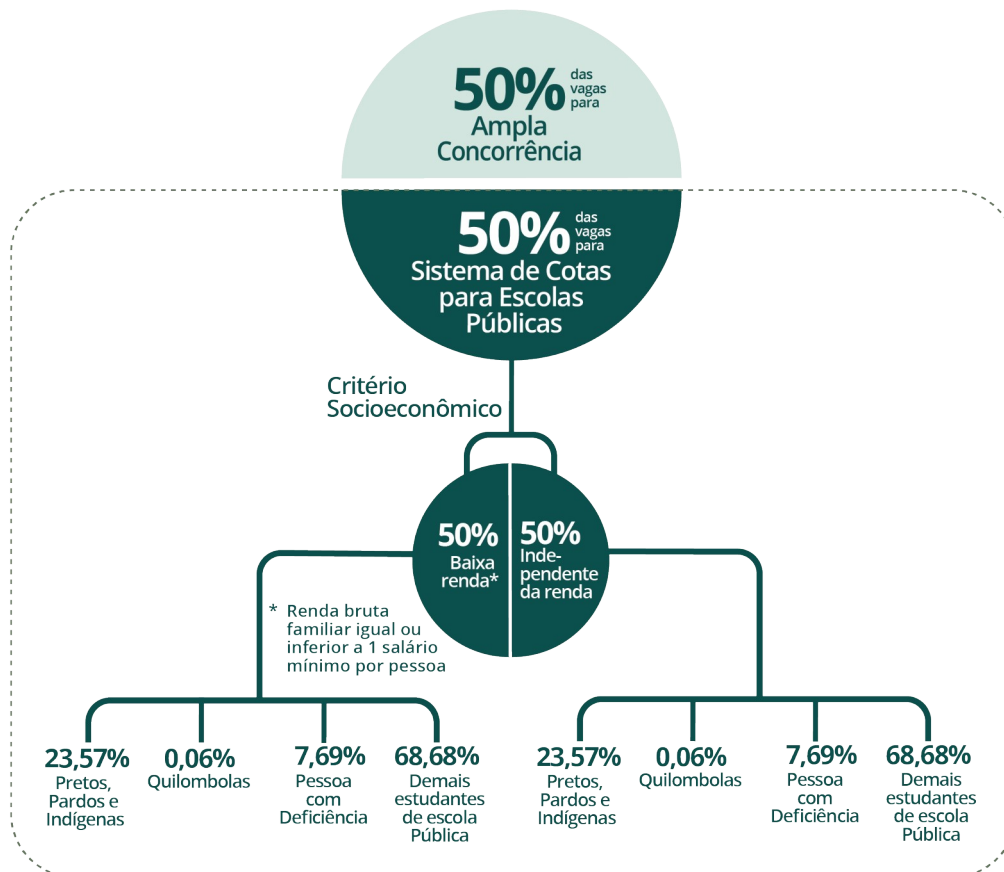 50% das
vagas
para
Ampla
Concorrência
50% das
vagas
para
Sistema de Cotas
para Escolas
Públicas
Critério
Socioeconômico
50%
Baixa
renda*
50%
Inde-
pendente
da renda
* Renda bruta
familiar igual ou
inferior a 1 salário
mínimo por pessoa
23,57%
Pretos,
Pardos e
Indígenas
0,06%
Quilombolas
7,69%
Pessoa
com
Deficiência
68,68%
Demais
estudantes
de escola
Pública
23,57%
Pretos,
Pardos e
Indígenas
0,06%
Quilombolas
7,69%
Pessoa
com
Deficiência
68,68%
Demais
estudantes
de escola
Pública